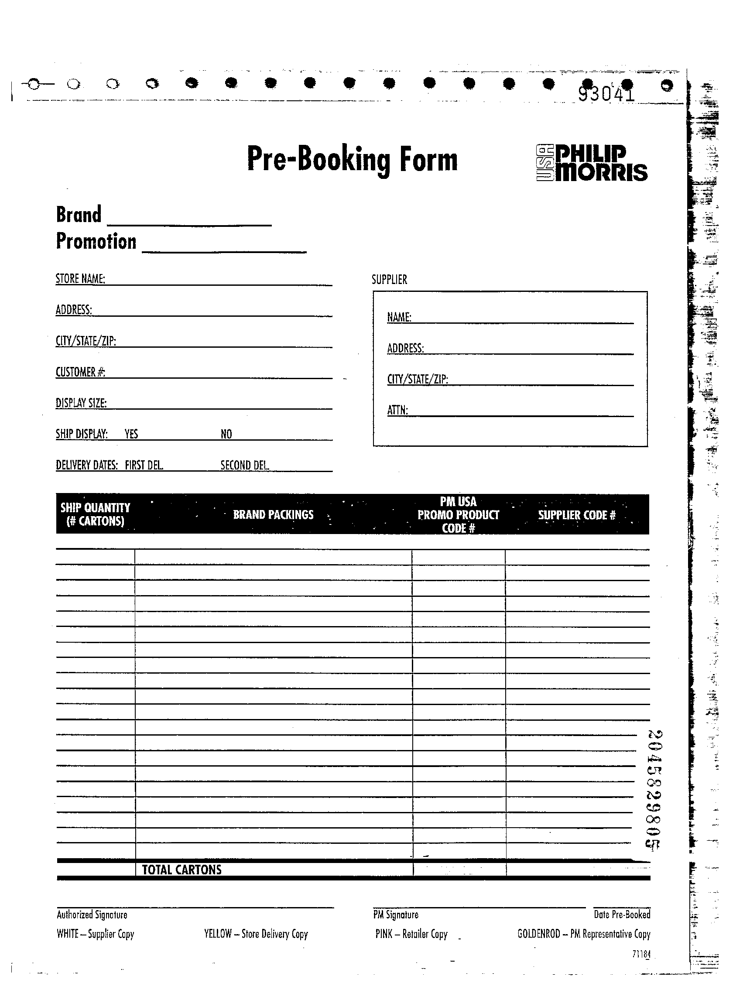 93041
Pre-Booking Form
USA PHILIP MORRIS
Brand
Promotion
STORE NAME:
ADDRESS:
CITY/STATE/ZIP:
CUSTOMER #:
DISPLAY SIZE:
SHIP DISPLAY: YES NO
DELIVERY DATES: FIRST DEL. SECOND DEL.
SUPPLIER
NAME:
ADDRESS:
CITY/STATE/ZIP:
ATTN:
SHIP QUANTITY (# CARTONS) BRAND PACKINGS PM USA PROMO PRODUCT CODE # SUPPLIER CODE #
TOTAL CARTONS
2045829805
Authorized Signature PM Signature Date Pre-Booked
WHITE – Supplier Copy YELLOW – Store Delivery Copy PINK – Retailer Copy GOLDENROD – PM Representative Copy
71184